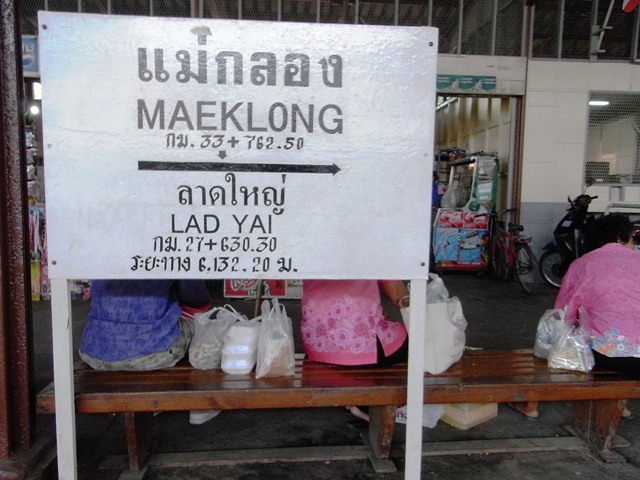 แม่กลอง
MAEKLONG
กม. 33+762.50
ลาดใหญ่
LAD YAI
กม. 27+630.30
ระยะทาง 6,132.20 ม.